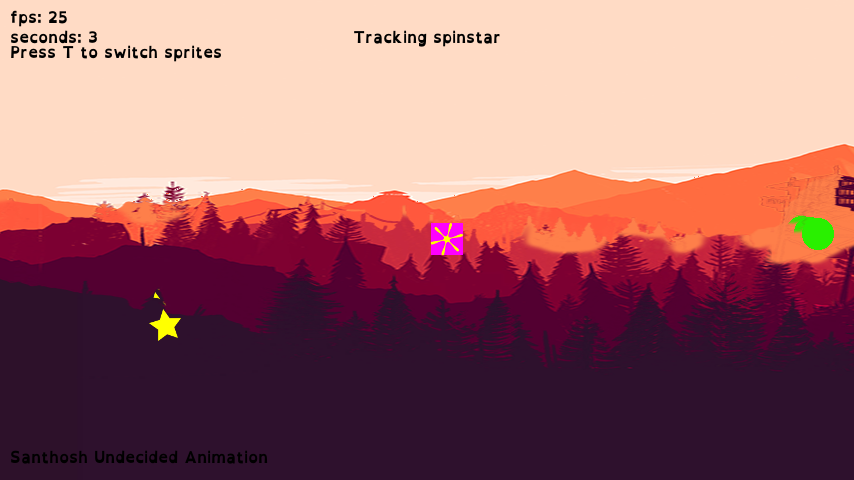 fps: 25
seconds: 3
Tracking spinstar
Press T to switch sprites
Santhosh Undecided Animation